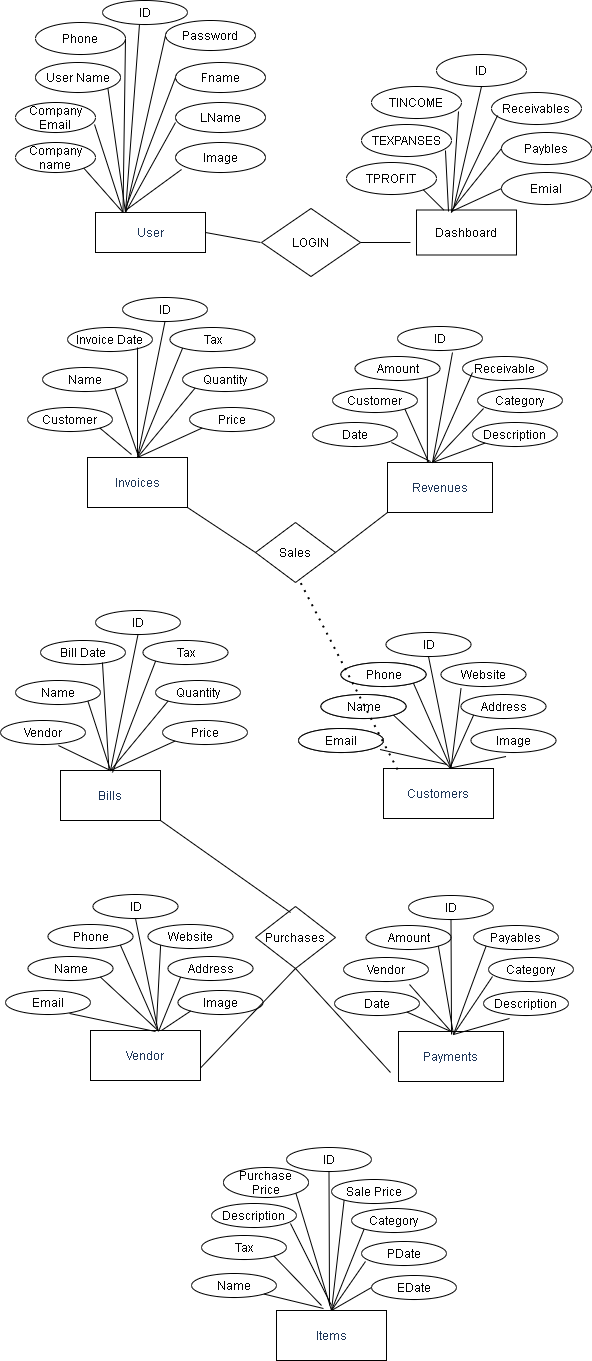 ID
Phone
Password
User Name
Fname
Company
Email
LName
Company
name
Image
User
LOGIN
ID
TINCOME
Receivables
TEXPANSES
Paybles
TPROFIT
Emial
Dashboard
ID
Invoice Date
Tax
Name
Quantity
Customer
Price
Invoices
ID
Amount
Receivable
Customer
Category
Date
Description
Revenues
Sales
ID
Bill Date
Tax
Name
Quantity
Vendor
Price
Bills
ID
Phone
Website
Name
Address
Email
Image
Customers
ID
Phone
Website
Name
Address
Email
Image
Vendor
Purchases
ID
Amount
Payables
Vendor
Category
Date
Description
Payments
ID
Purchase
Price
Sale Price
Description
Category
Tax
PDate
Name
EDate
Items